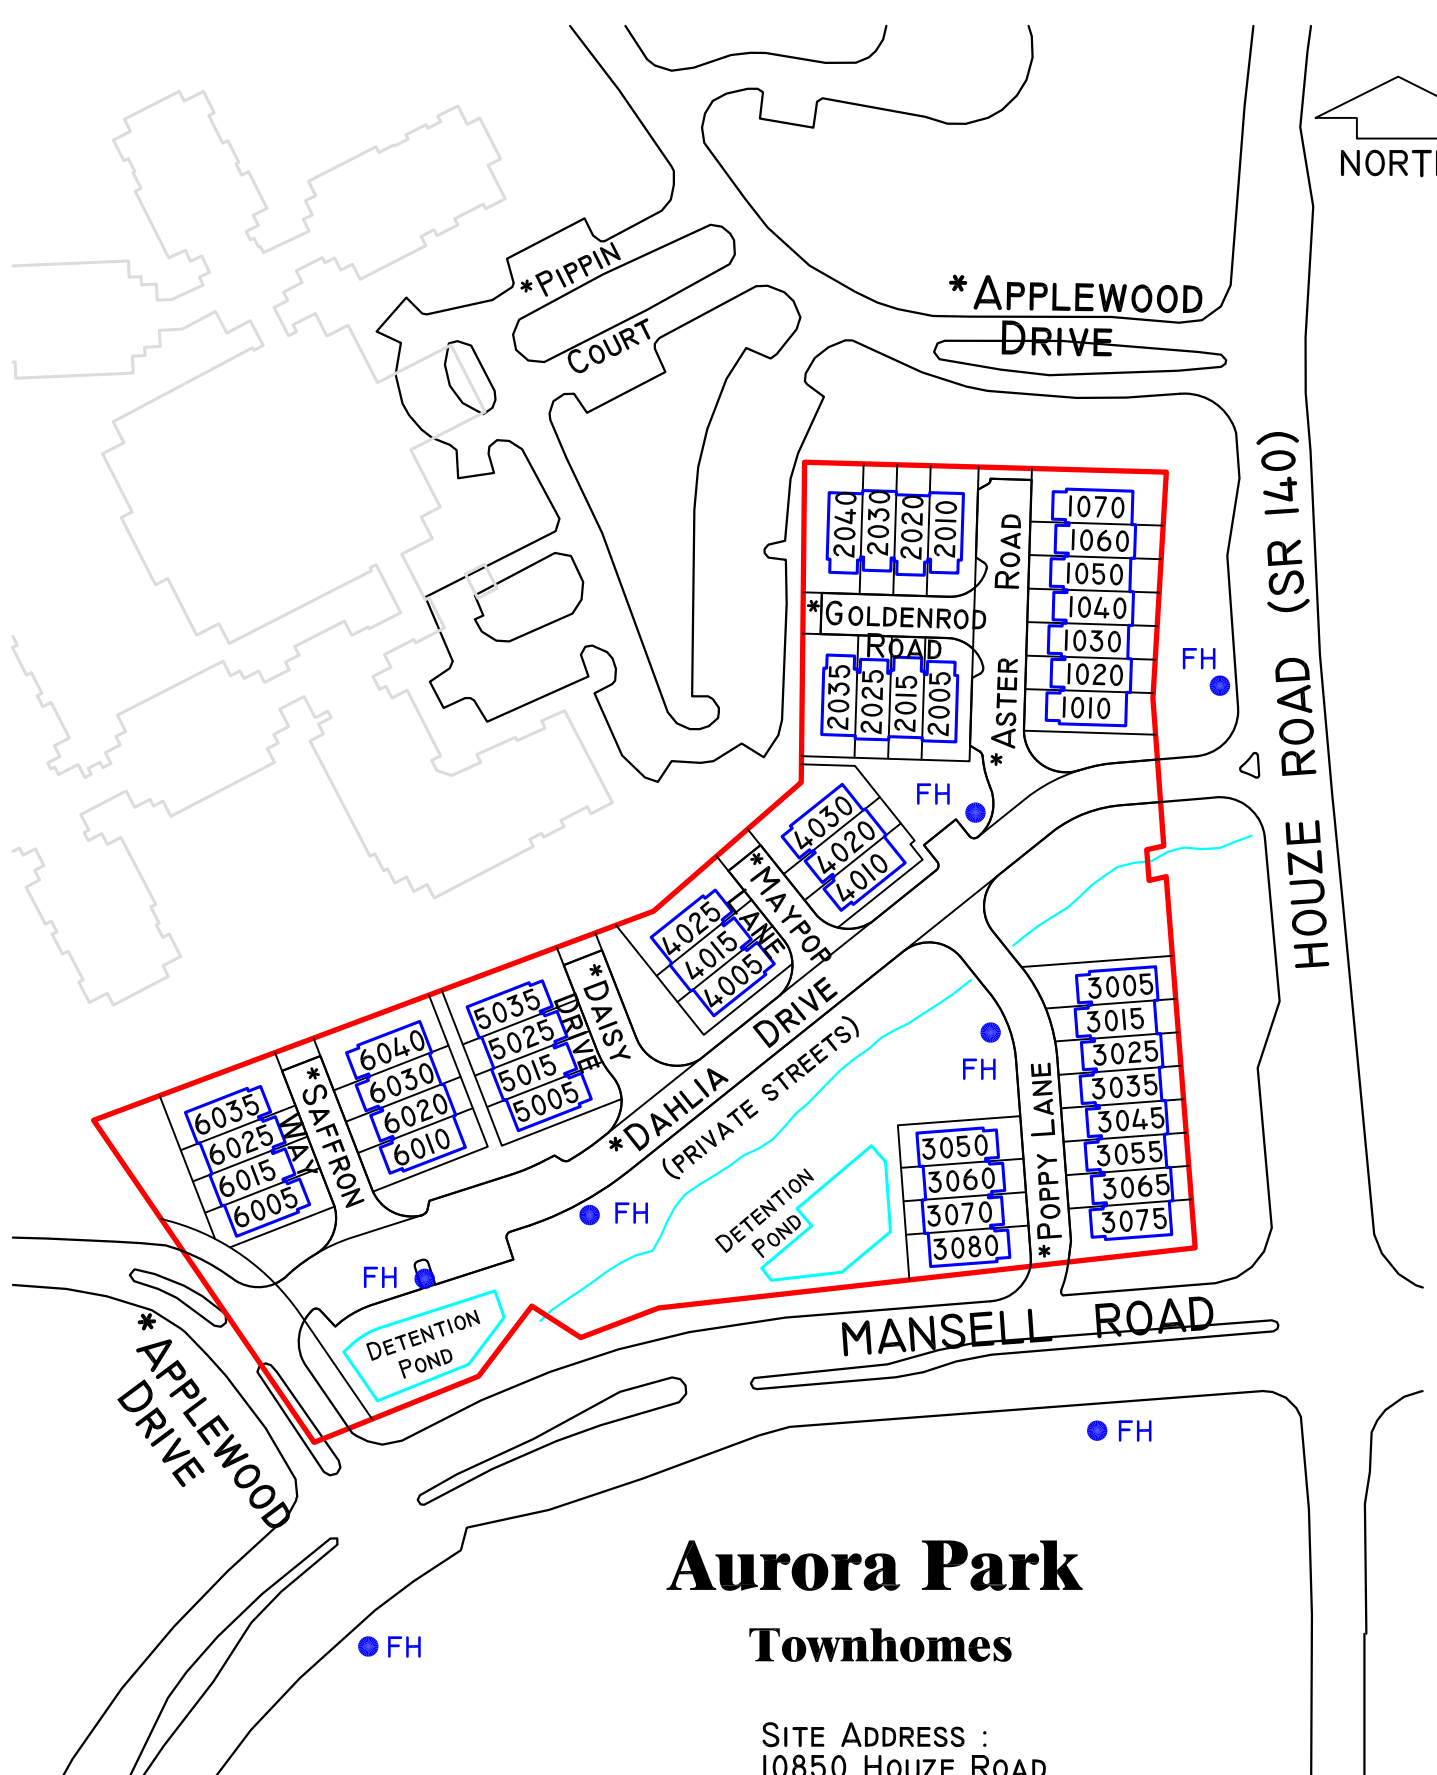 NORTH
*PIPPIN
COURT
*APPLEWOOD
DRIVE
HOUZE ROAD (SR 140)
2040
2030
2020
2010
*ASTER ROAD
1070
1060
1050
1040
1030
1020
1010
*GOLDENROD
ROAD
2035
2025
2015
2005
FH
FH
4030
4020
4010
*MAYPOP
LANE
4025
4015
4005
*DAISY
DRIVE
5035
5025
5015
5005
6040
6030
6020
6010
*SAFFRON
WAY
6035
6025
6015
6005
*DAHLIA DRIVE
(PRIVATE STREETS)
FH
3005
3015
3025
3035
3045
3055
3065
3075
*POPPY LANE
3050
3060
3070
3080
DETENTION
POND
FH
FH
DETENTION
POND
MANSELL ROAD
*APPLEWOOD
DRIVE
FH
FH
Aurora Park
Townhomes
SITE ADDRESS :
10850 HOUZE ROAD